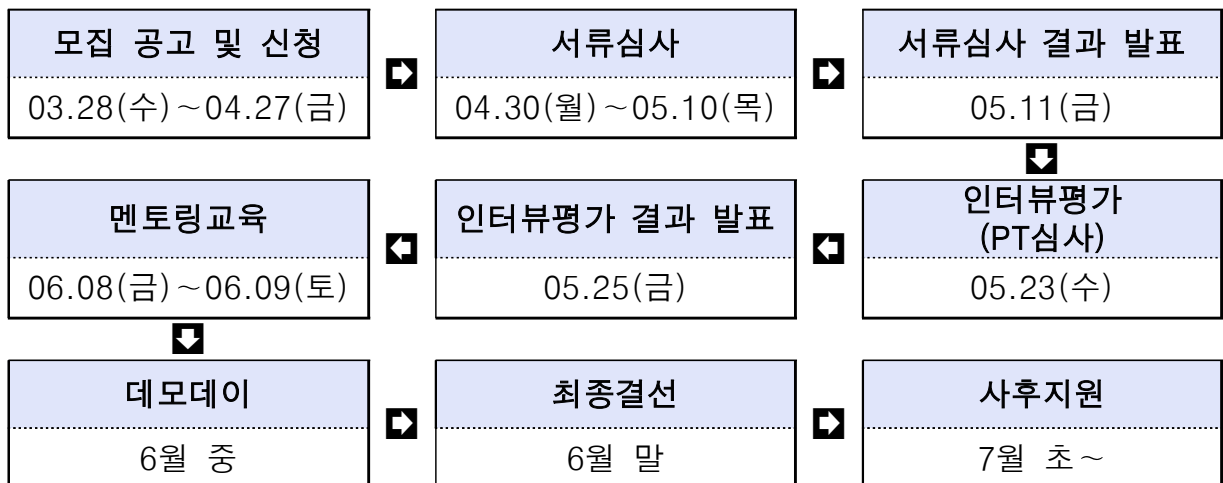 모집 공고 및 신청
03.28(수)~04.27(금)
서류심사
04.30(월)~05.10(목)
서류심사 결과 발표
05.11(금)
인터뷰평가
(PT심사)
05.23(수)
인터뷰평가 결과 발표
05.25(금)
멘토링교육
06.08(금)~06.09(토)
데모데이
6월 중
최종결선
6월 말
사후지원
7월 초~